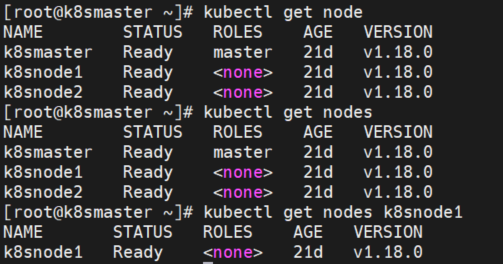 [root@k8smaster ~]# kubectl get node
NAME        STATUS   ROLES    AGE   VERSION
k8smaster   Ready    master   21d   v1.18.0
k8snode1    Ready    <none>   21d   v1.18.0
k8snode2    Ready    <none>   21d   v1.18.0
[root@k8smaster ~]# kubectl get nodes
NAME        STATUS   ROLES    AGE   VERSION
k8smaster   Ready    master   21d   v1.18.0
k8snode1    Ready    <none>   21d   v1.18.0
k8snode2    Ready    <none>   21d   v1.18.0
[root@k8smaster ~]# kubectl get nodes k8snode1
NAME       STATUS   ROLES    AGE   VERSION
k8snode1   Ready    <none>   21d   v1.18.0